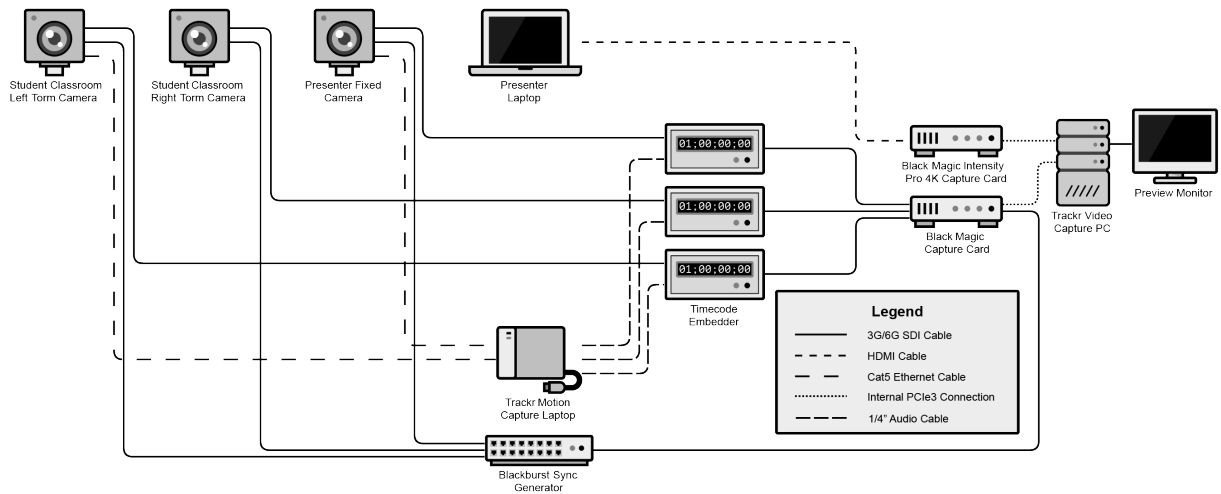 Student Classroom
Left Torm Camera
Student Classroom
Right Torm Camera
Presenter Fixed
Camera
Presenter
Laptop
01;00;00;00
Black Magic Intensity
Pro 4K Capture Card
Preview Monitor
01;00;00;00
Trackr Video
Capture PC
Black Magic
Capture Card
01;00;00;00
Timecode
Embedder
Legend
3G/6G SDI Cable
HDMI Cable
Cat5 Ethernet Cable
Internal PCIe3 Connection
1/4" Audio Cable
Trackr Motion
Capture Laptop
Blackburst Sync
Generator